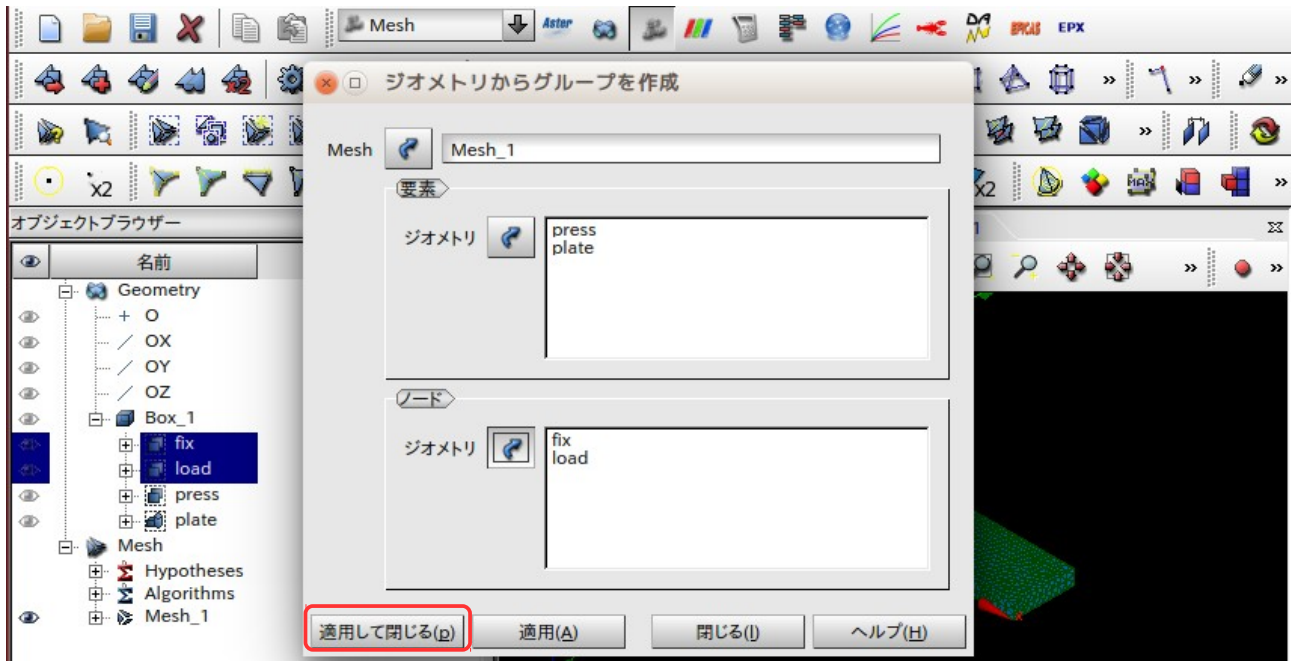 Mesh
Aster
DA
EFICAS
EPX
ジオメトリからグループを作成
»
»
»
Mesh
Mesh_1
»
x2
x2
MAX
»
要素
オブジェクトブラウザー
ジオメトリ
press
plate
名前
»
»
Geometry
O
OX
OY
OZ
Box_1
ノード
fix
load
press
plate
ジオメトリ
fix
load
Mesh
Hypotheses
Algorithms
Mesh_1
適用して閉じる(p)
適用(A)
閉じる(l)
ヘルプ(H)